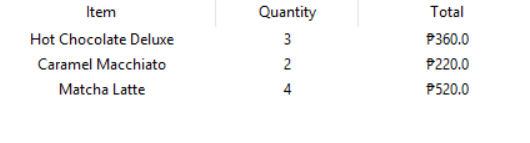 Item Quantity Total
Hot Chocolate Deluxe 3 ₱360.0
Caramel Macchiato 2 ₱220.0
Matcha Latte 4 ₱520.0